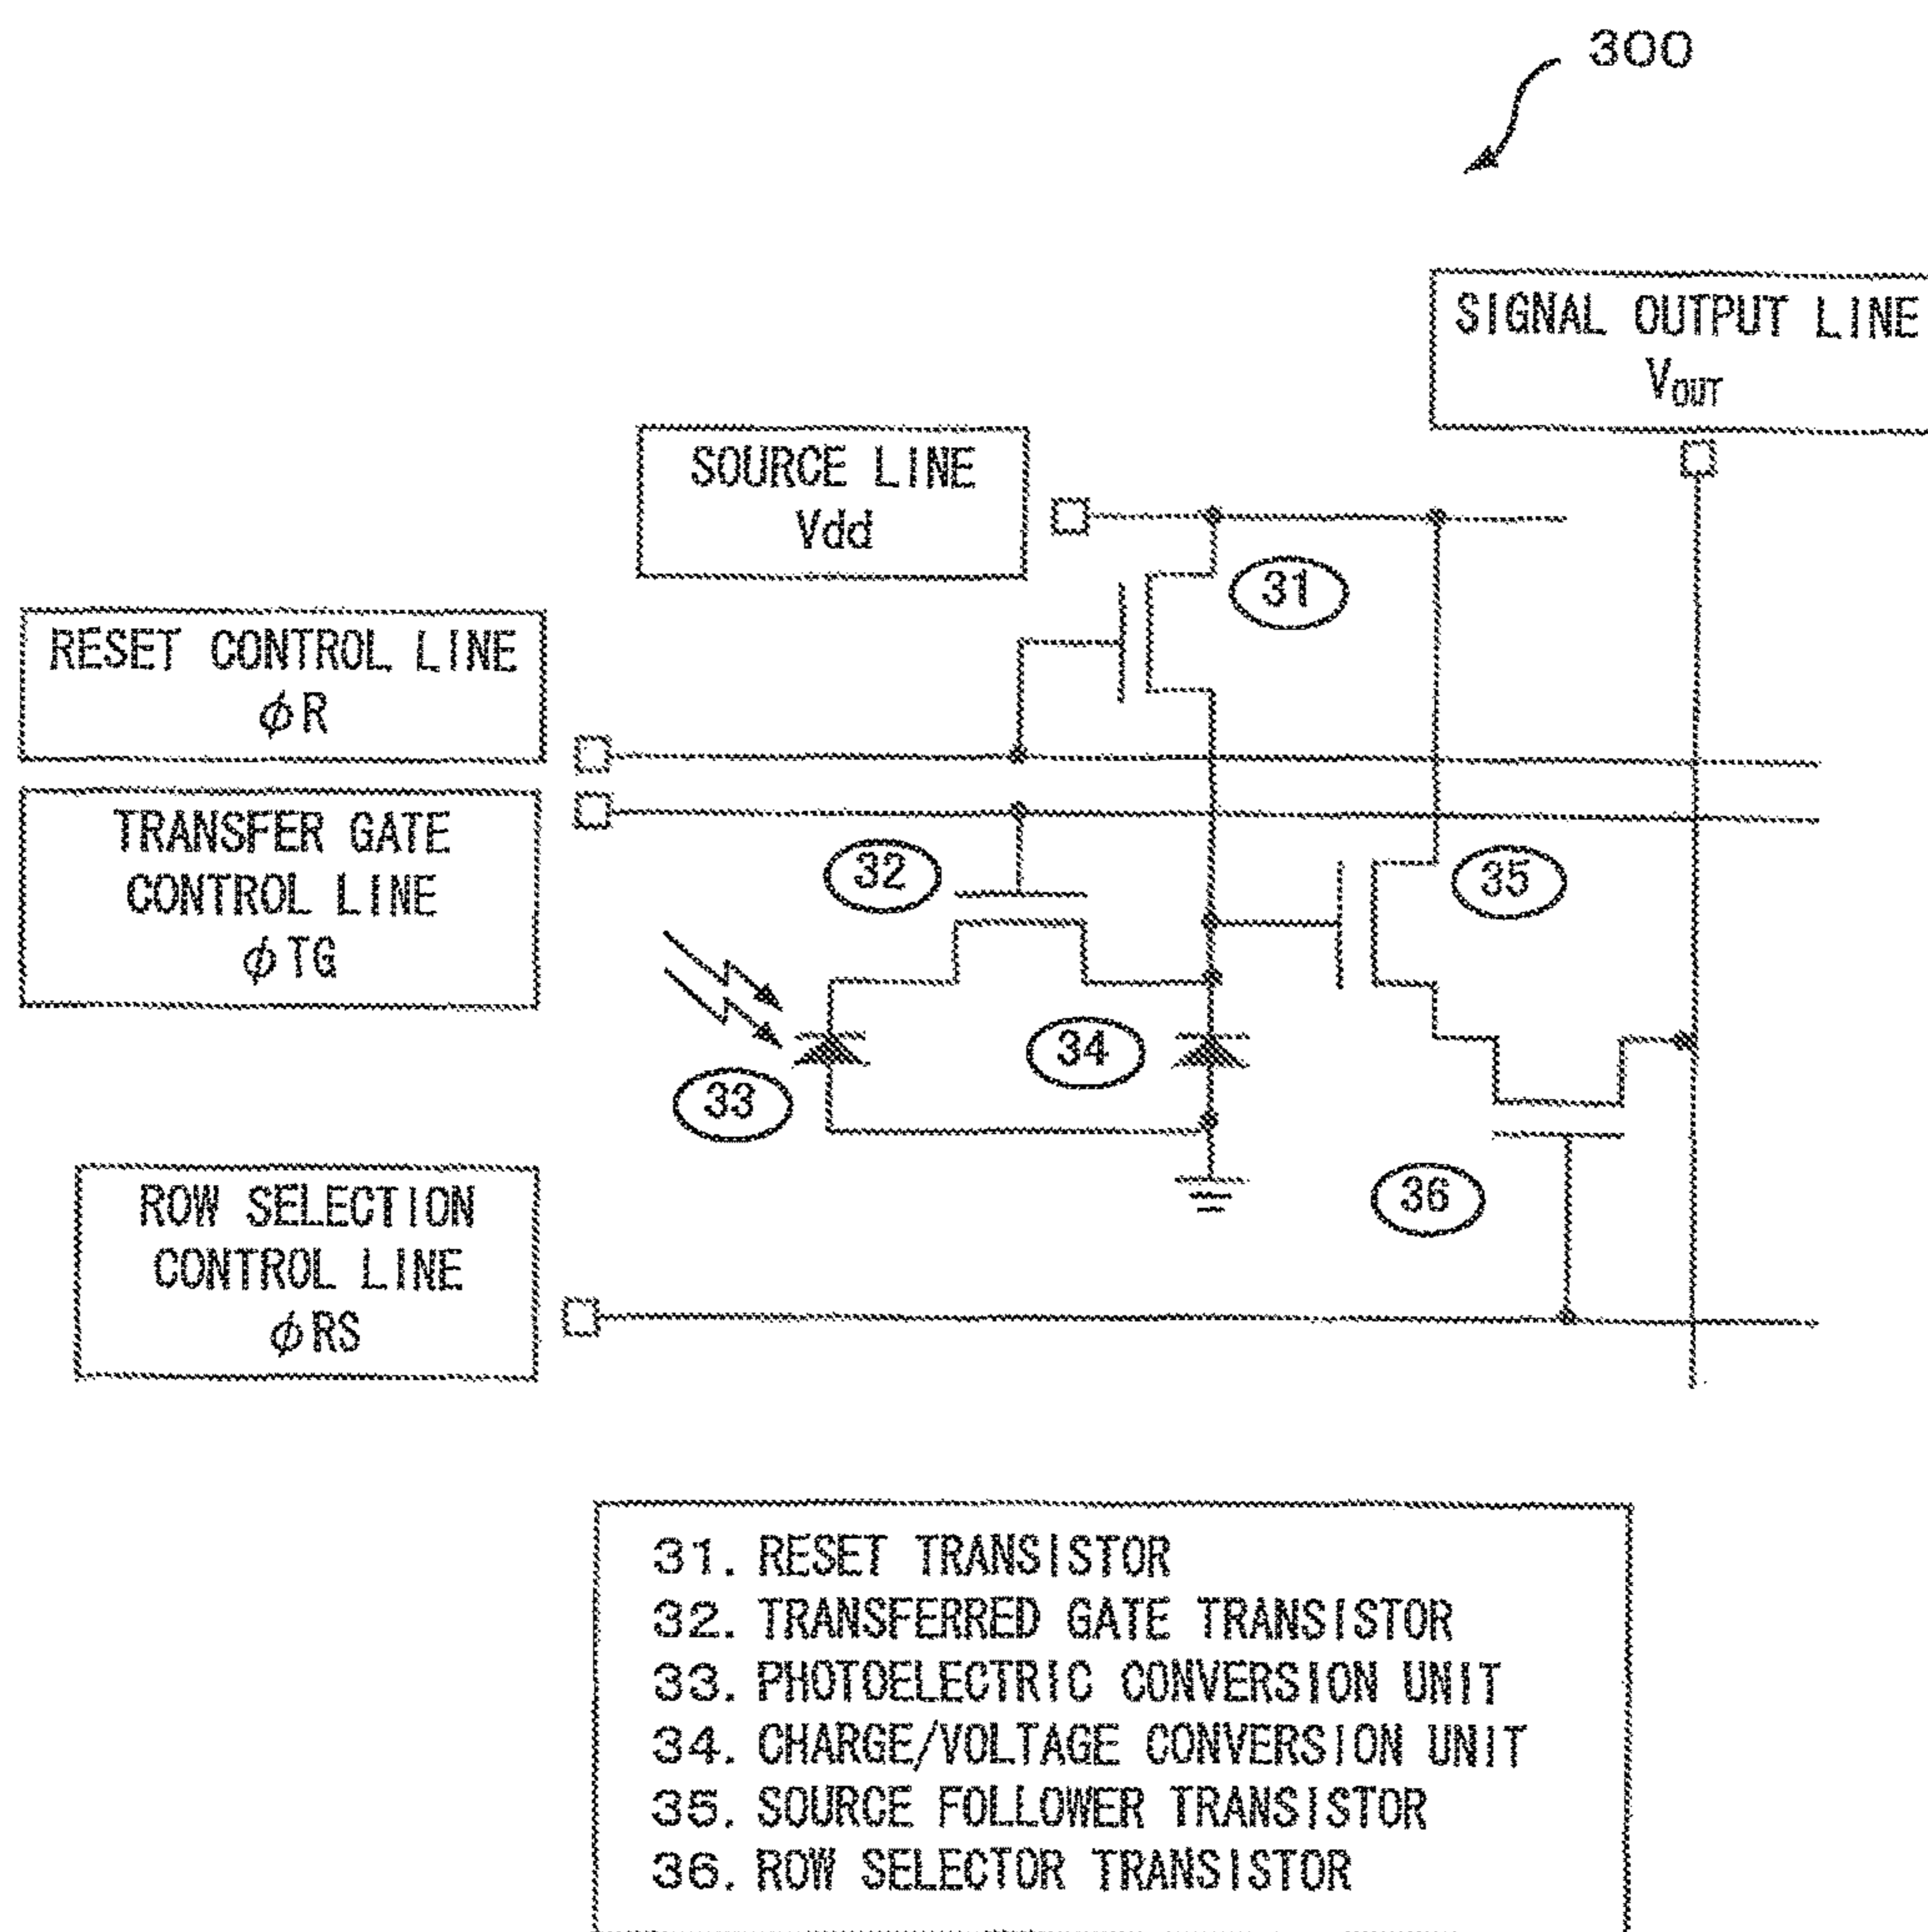 300
SIGNAL OUTPUT LINE
VOUT
SOURCE LINE
Vdd
31
RESET CONTROL LINE
ϕR
TRANSFER GATE
CONTROL LINE
ϕTG
32
35
34
33
36
ROW SELECTION
CONTROL LINE
ϕRS
31. RESET TRANSISTOR
32. TRANSFERRED GATE TRANSISTOR
33. PHOTOELECTRIC CONVERSION UNIT
34. CHARGE/VOLTAGE CONVERSION UNIT
35. SOURCE FOLLOWER TRANSISTOR
36. ROW SELECTOR TRANSISTOR